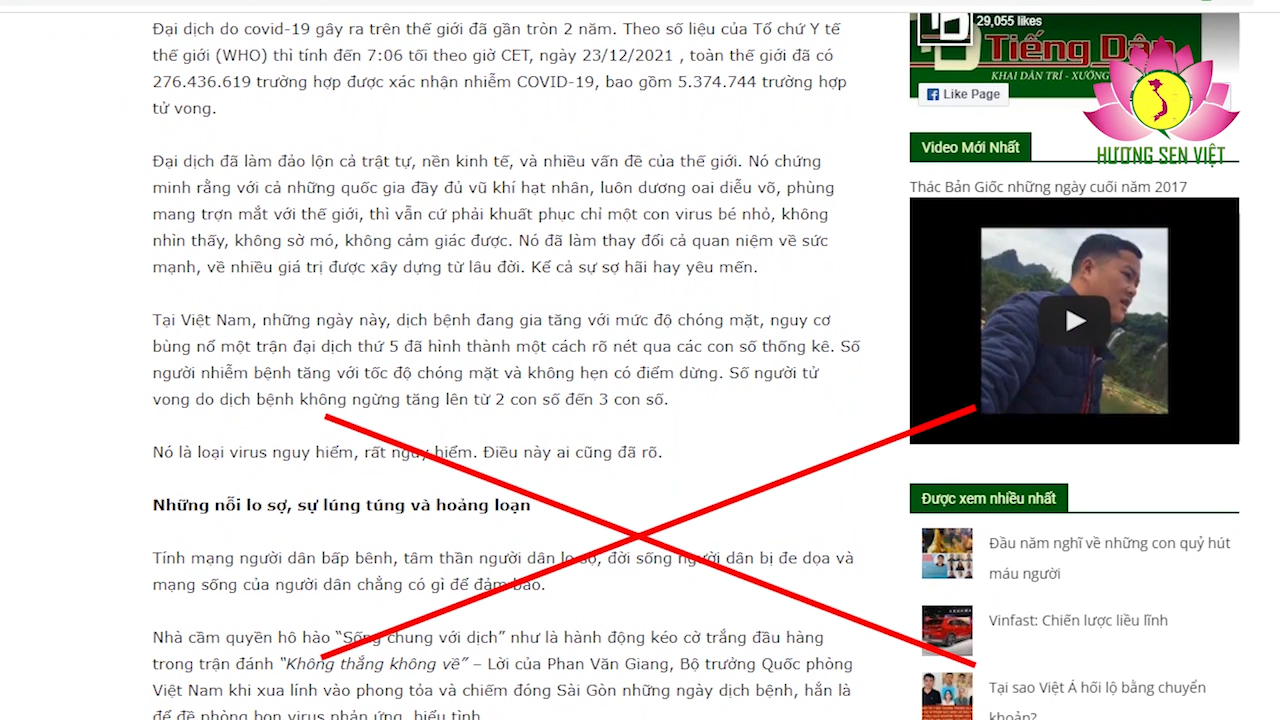 Đại dịch do covid-19 gây ra trên thế giới đã gần tròn 2 năm. Theo số liệu của Tổ chứ Y tế
thế giới (WHO) thì tính đến 7:06 tối theo giờ CET, ngày 23/12/2021 , toàn thế giới đã có
276.436.619 trường hợp được xác nhận nhiễm COVID-19, bao gồm 5.374.744 trường hợp
tử vong.
Đại dịch đã làm đảo lộn cả trật tự, nền kinh tế, và nhiều vấn đề của thế giới. Nó chứng
minh rằng với cả những quốc gia đầy đủ vũ khí hạt nhân, luôn dương oai diễu võ, phùng
mang trợn mắt với thế giới, thì vẫn cứ phải khuất phục chỉ một con virus bé nhỏ, không
nhìn thấy, không sờ mó, không cảm giác được. Nó đã làm thay đổi cả quan niệm về sức
mạnh, về nhiều giá trị được xây dựng từ lâu đời. Kể cả sự sợ hãi hay yêu mến.
Tại Việt Nam, những ngày này, dịch bệnh đang gia tăng với mức độ chóng mặt, nguy cơ
bùng nổ một trận đại dịch thứ 5 đã hình thành một cách rõ nét qua các con số thống kê. Số
người nhiễm bệnh tăng với tốc độ chóng mặt và không hẹn có điểm dừng. Số người tử
vong do dịch bệnh không ngừng tăng lên từ 2 con số đến 3 con số.
Nó là loại virus nguy hiểm, rất nguy hiểm. Điều này ai cũng đã rõ.
Những nỗi lo sợ, sự lúng túng và hoảng loạn
Tính mạng người dân bấp bênh, tâm thần người dân lo sợ, đời sống người dân bị đe dọa và
mạng sống của người dân chẳng có gì để đảm bảo.
Nhà cầm quyền hô hào “Sống chung với dịch” như là hành động kéo cờ trắng đầu hàng
trong trận đánh “Không thắng không về” – Lời của Phan Văn Giang, Bộ trưởng Quốc phòng
Việt Nam khi xua lính vào phong tỏa và chiếm đóng Sài Gòn những ngày dịch bệnh, hẳn là
để đề phòng bọn virus phản ứng, biểu tình
29,055 likes
Tiếng Dân
KHAI DÂN TRÍ - XƯỚNG
Like Page
HƯƠNG SEN VIỆT
Video Mới Nhất
Thác Bản Giốc những ngày cuối năm 2017
Được xem nhiều nhất
Đầu năm nghĩ về những con quỷ hút
máu người
Vinfast: Chiến lược liều lĩnh
Tại sao Việt Á hối lộ bằng chuyển
khoản?